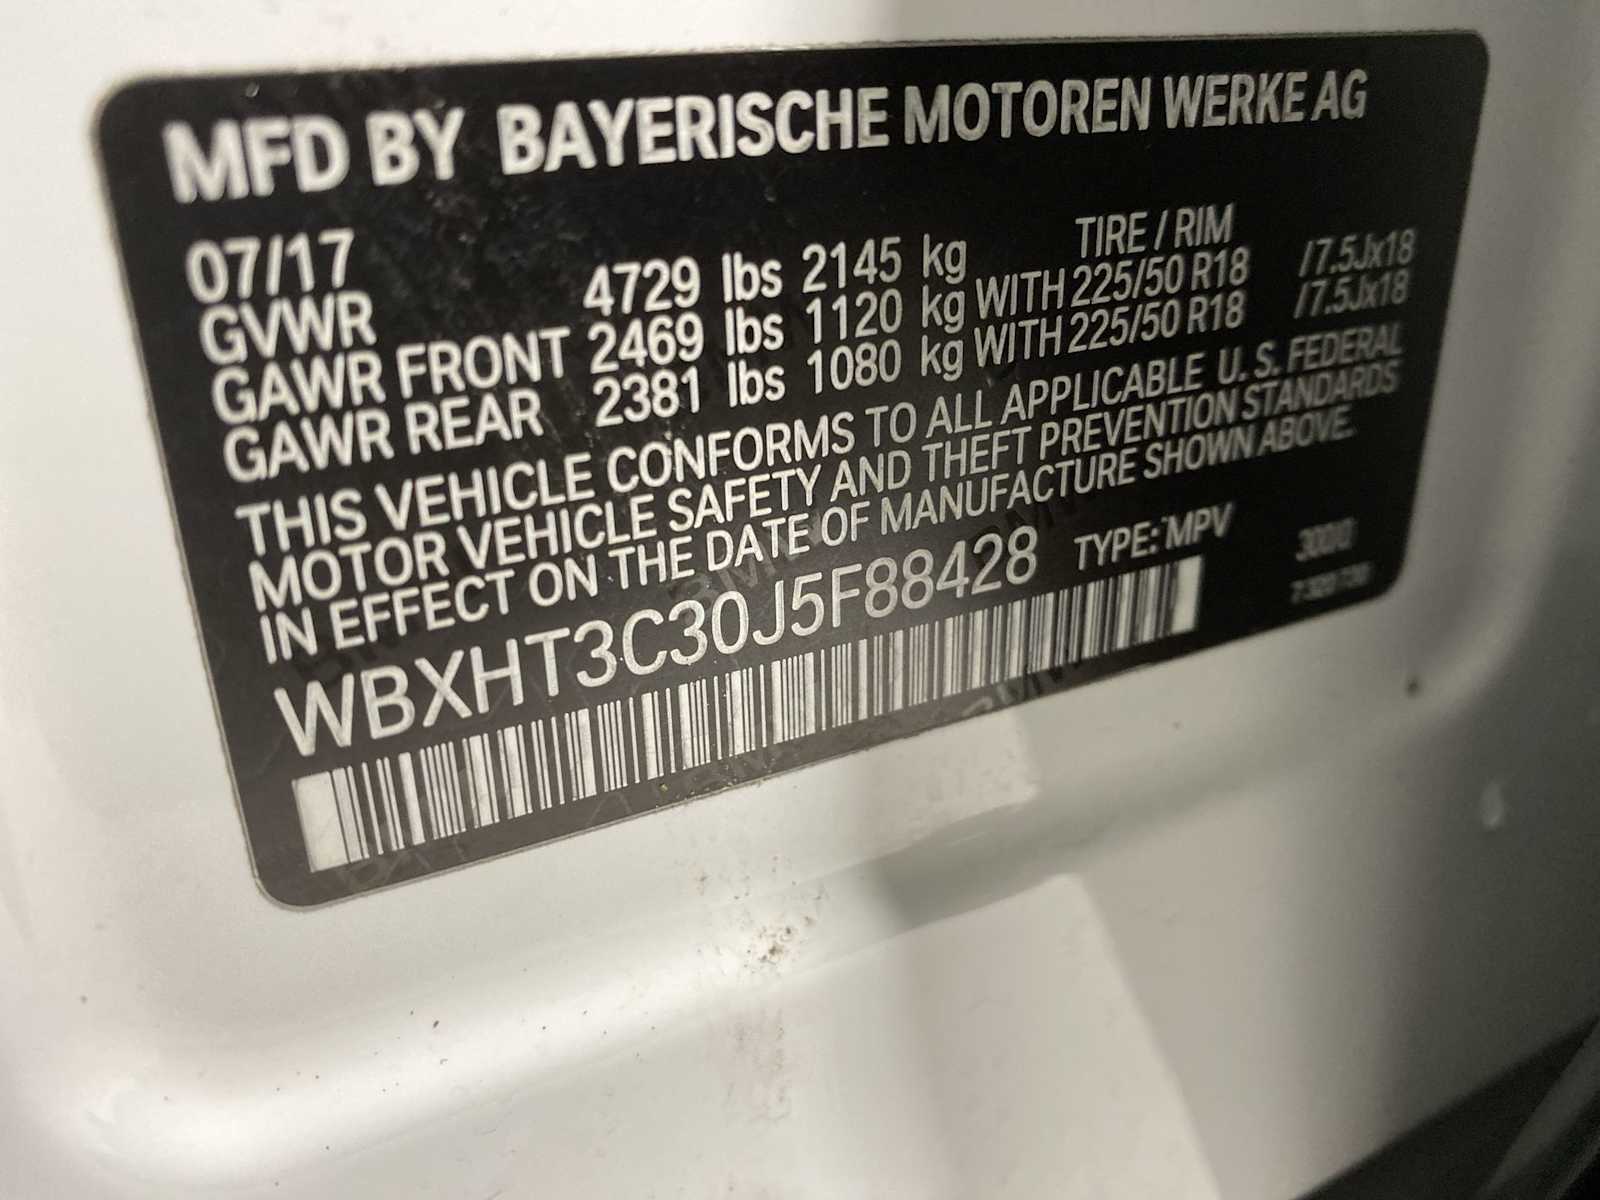 MFD BY BAYERISCHE MOTOREN WERKE AG
07/17 TIRE / RIM
GVWR 4729 lbs 2145 kg
GAWR FRONT 2469 lbs 1120 kg WITH 225/50 R18 /7.5Jx18
GAWR REAR 2381 lbs 1080 kg WITH 225/50 R18 /7.5Jx18
THIS VEHICLE CONFORMS TO ALL APPLICABLE U. S. FEDERAL
MOTOR VEHICLE SAFETY AND THEFT PREVENTION STANDARDS
IN EFFECT ON THE DATE OF MANUFACTURE SHOWN ABOVE.
WBXHT3C30J5F88428 TYPE: MPV